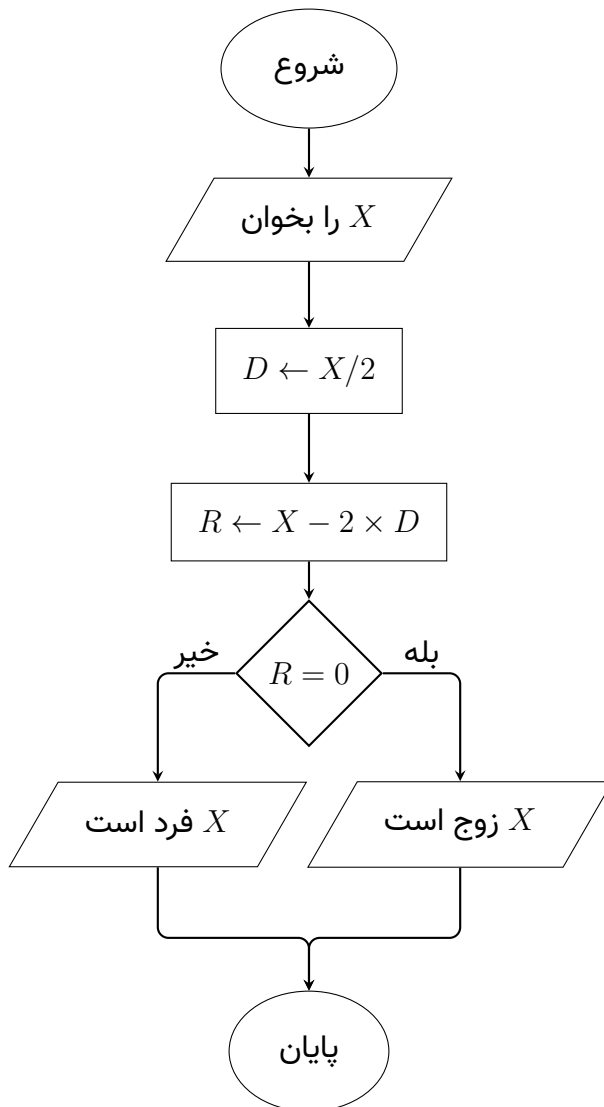 شروع
X را بخوان
D ← X/2
R ← X − 2 × D
R = 0
بله
خیر
X زوج است
X فرد است
پایان